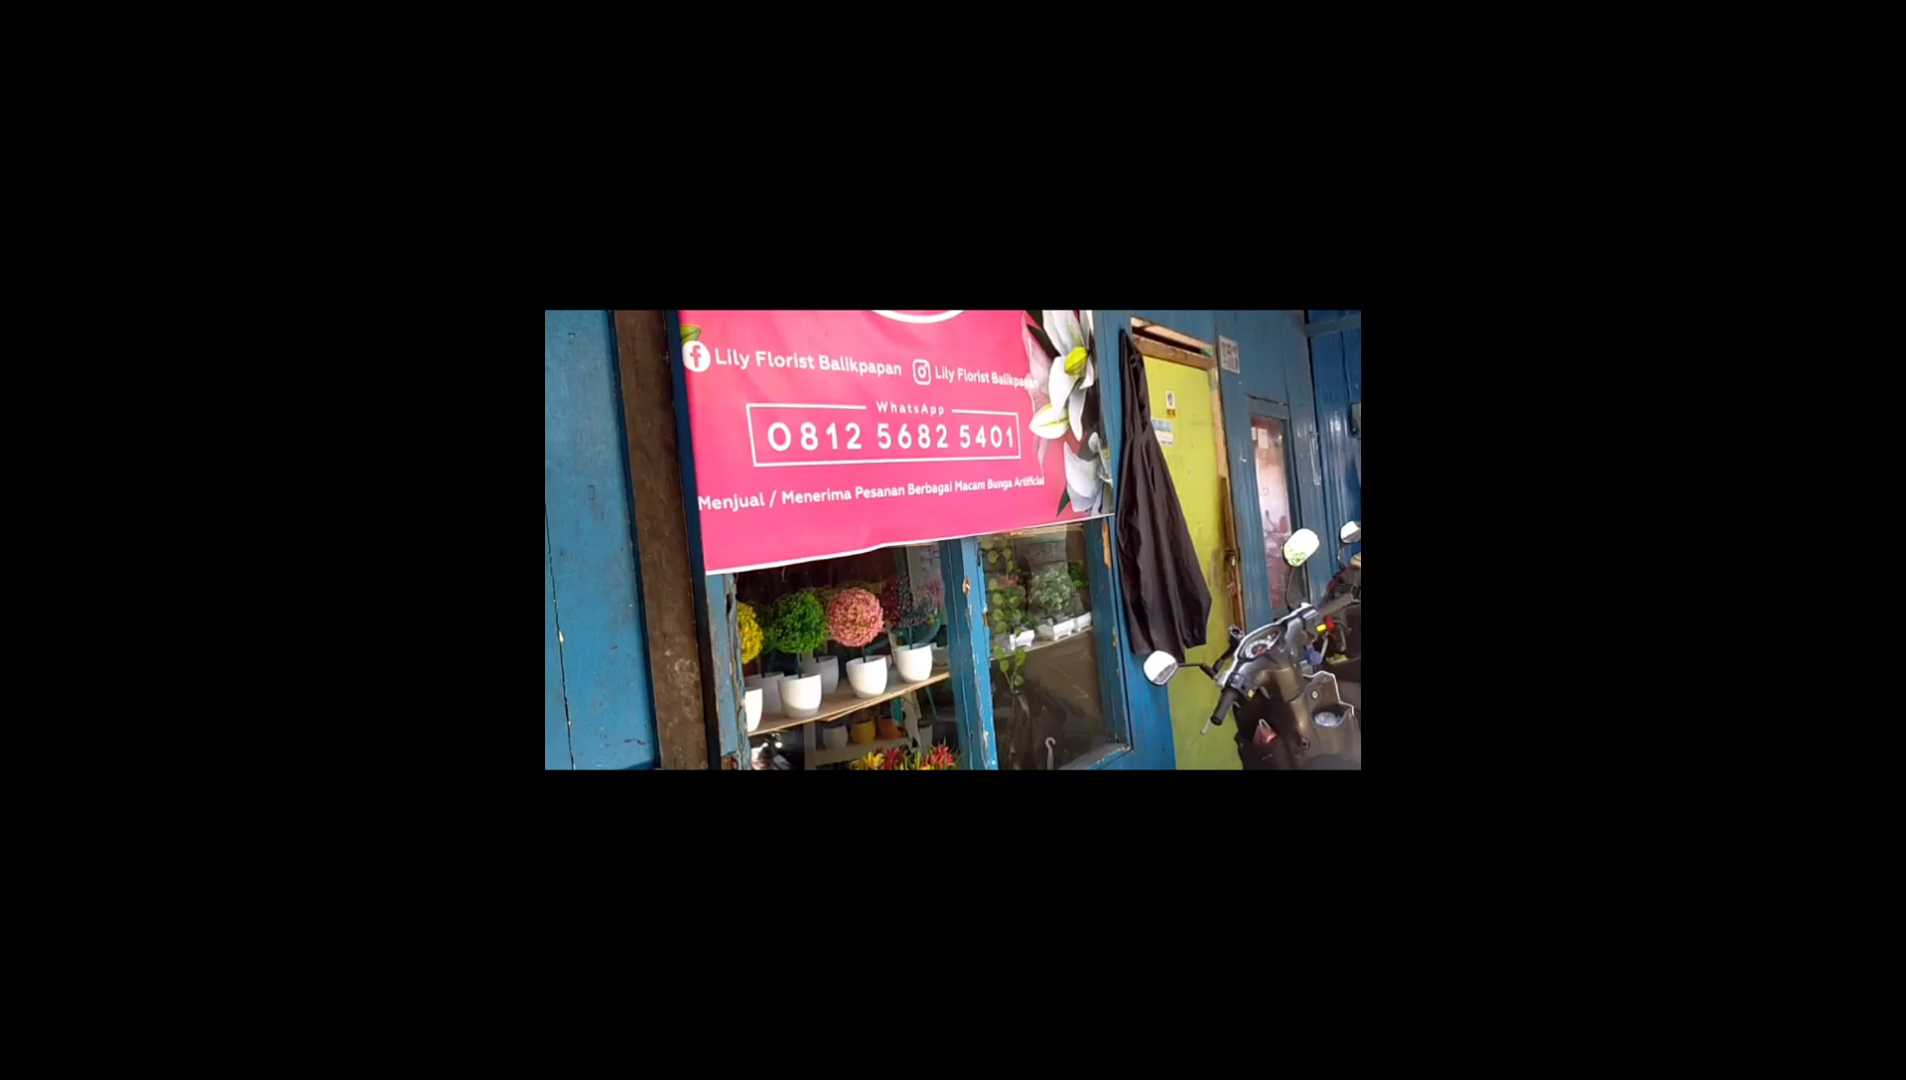 Lily Florist Balikpapan
Lily Florist Balikpapan
WhatsApp
0812 5682 5401
Menjual / Menerima Pesanan Berbagai Macam Bunga Artificial